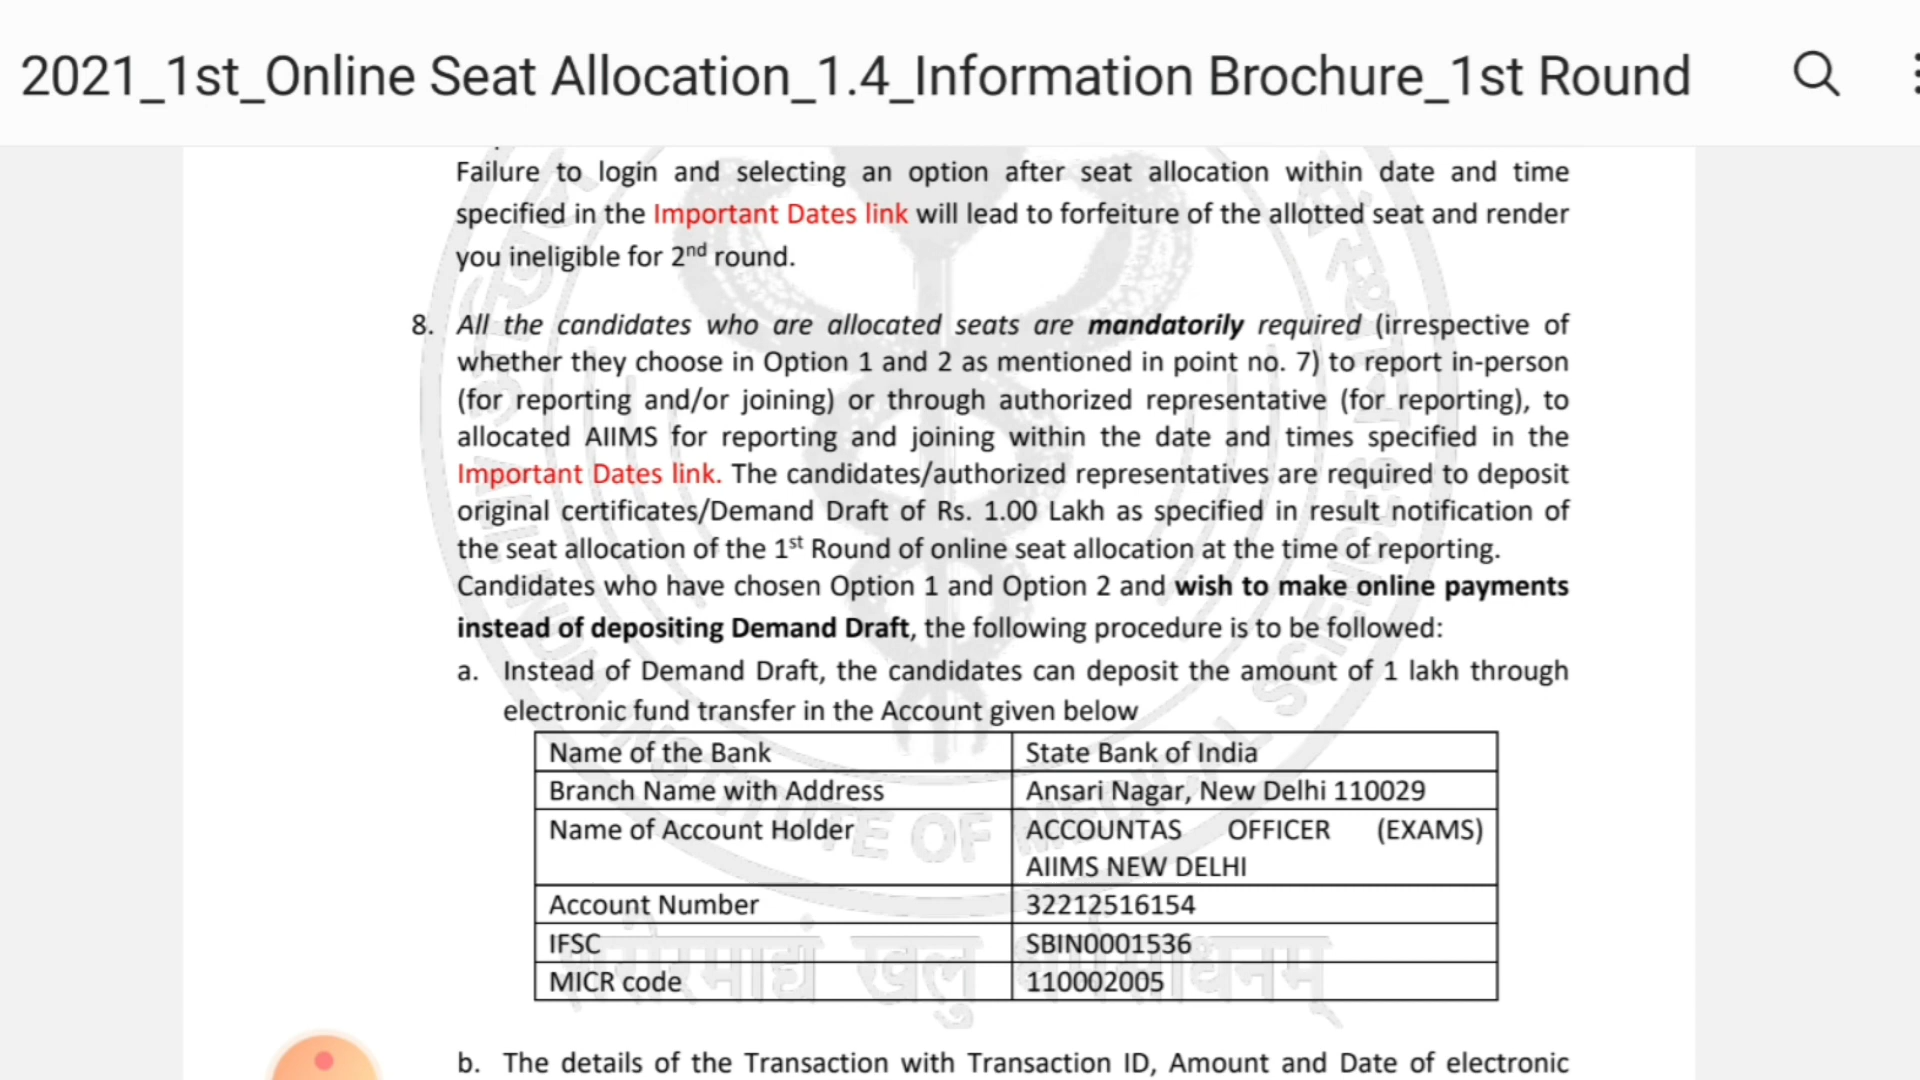 2021_1st_Online Seat Allocation_1.4_Information Brochure_1st Round
Failure to login and selecting an option after seat allocation within date and time
specified in the Important Dates link will lead to forfeiture of the allotted seat and render
you ineligible for 2nd round.
8. All the candidates who are allocated seats are mandatorily required (irrespective of
whether they choose in Option 1 and 2 as mentioned in point no. 7) to report in-person
(for reporting and/or joining) or through authorized representative (for reporting), to
allocated AIIMS for reporting and joining within the date and times specified in the
Important Dates link. The candidates/authorized representatives are required to deposit
original certificates/Demand Draft of Rs. 1.00 Lakh as specified in result notification of
the seat allocation of the 1st Round of online seat allocation at the time of reporting.
Candidates who have chosen Option 1 and Option 2 and wish to make online payments
instead of depositing Demand Draft, the following procedure is to be followed:
a. Instead of Demand Draft, the candidates can deposit the amount of 1 lakh through
electronic fund transfer in the Account given below
Name of the Bank State Bank of India
Branch Name with Address Ansari Nagar, New Delhi 110029
Name of Account Holder ACCOUNTAS OFFICER (EXAMS)
AIIMS NEW DELHI
Account Number 32212516154
IFSC SBIN0001536
MICR code 110002005
b. The details of the Transaction with Transaction ID, Amount and Date of electronic